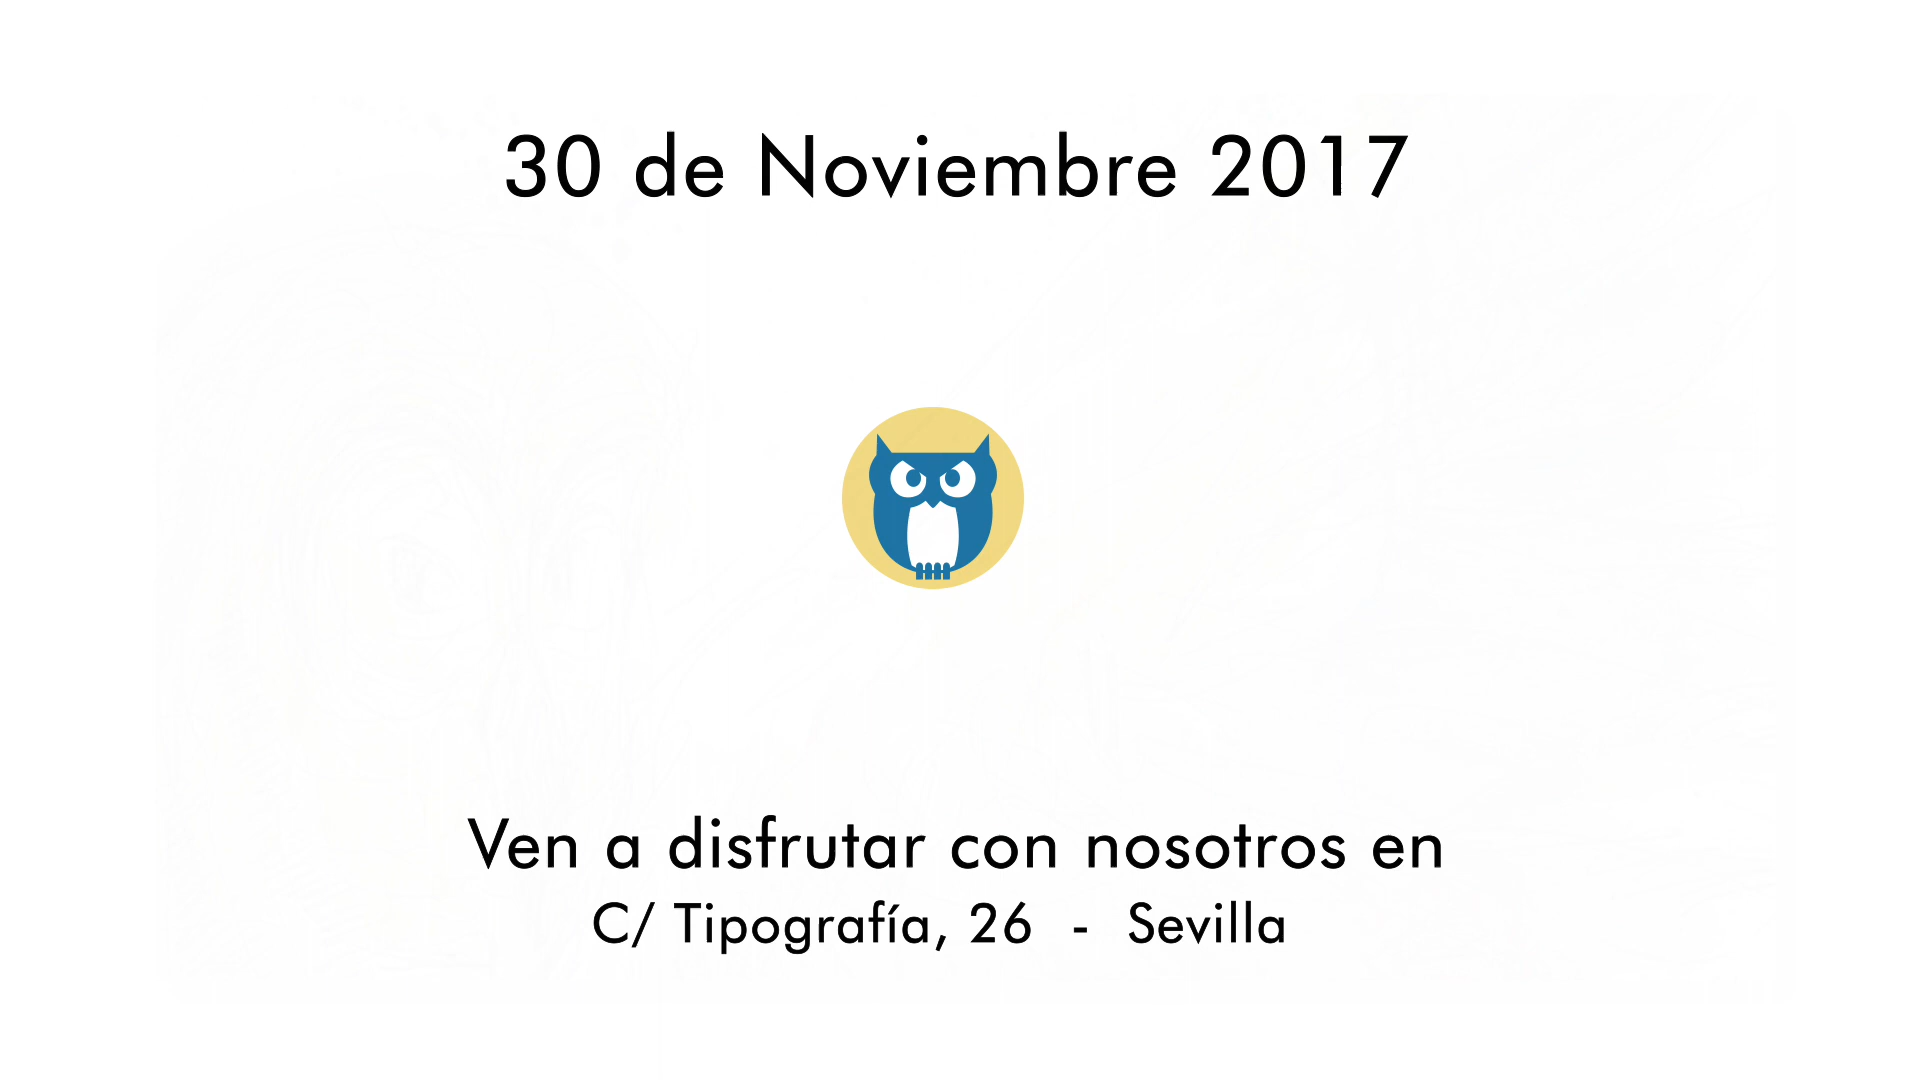 30 de Noviembre 2017
Ven a disfrutar con nosotros en
C/ Tipografía, 26 - Sevilla